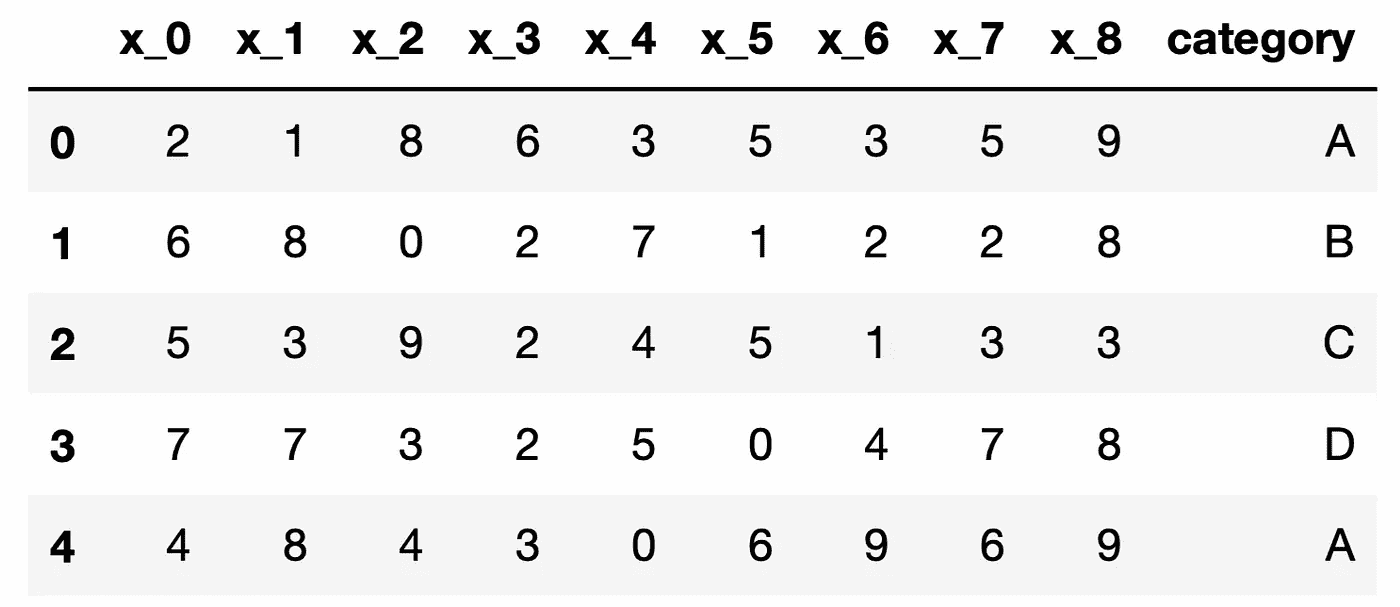 x_0 x_1 x_2 x_3 x_4 x_5 x_6 x_7 x_8 category
0 2 1 8 6 3 5 3 5 9 A
1 6 8 0 2 7 1 2 2 8 B
2 5 3 9 2 4 5 1 3 3 C
3 7 7 3 2 5 0 4 7 8 D
4 4 8 4 3 0 6 9 6 9 A